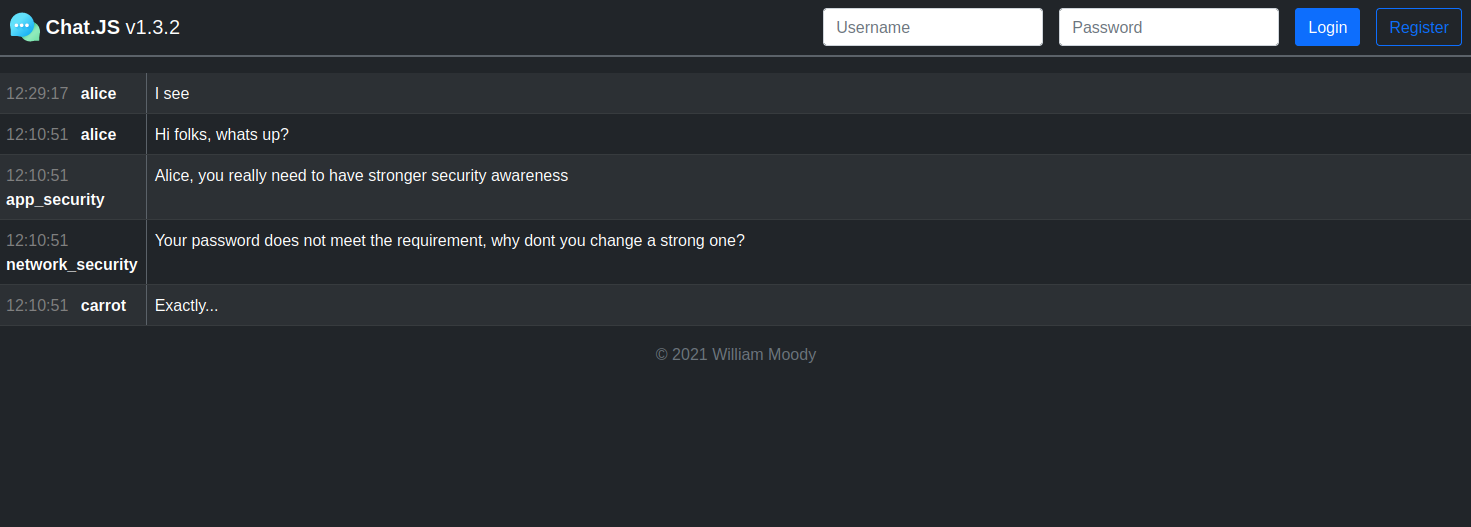 Chat.JS v1.3.2 Username Password Login Register
12:29:17 alice I see
12:10:51 alice Hi folks, whats up?
12:10:51 Alice, you really need to have stronger security awareness
app_security
12:10:51 Your password does not meet the requirement, why dont you change a strong one?
network_security
12:10:51 carrot Exactly...
© 2021 William Moody